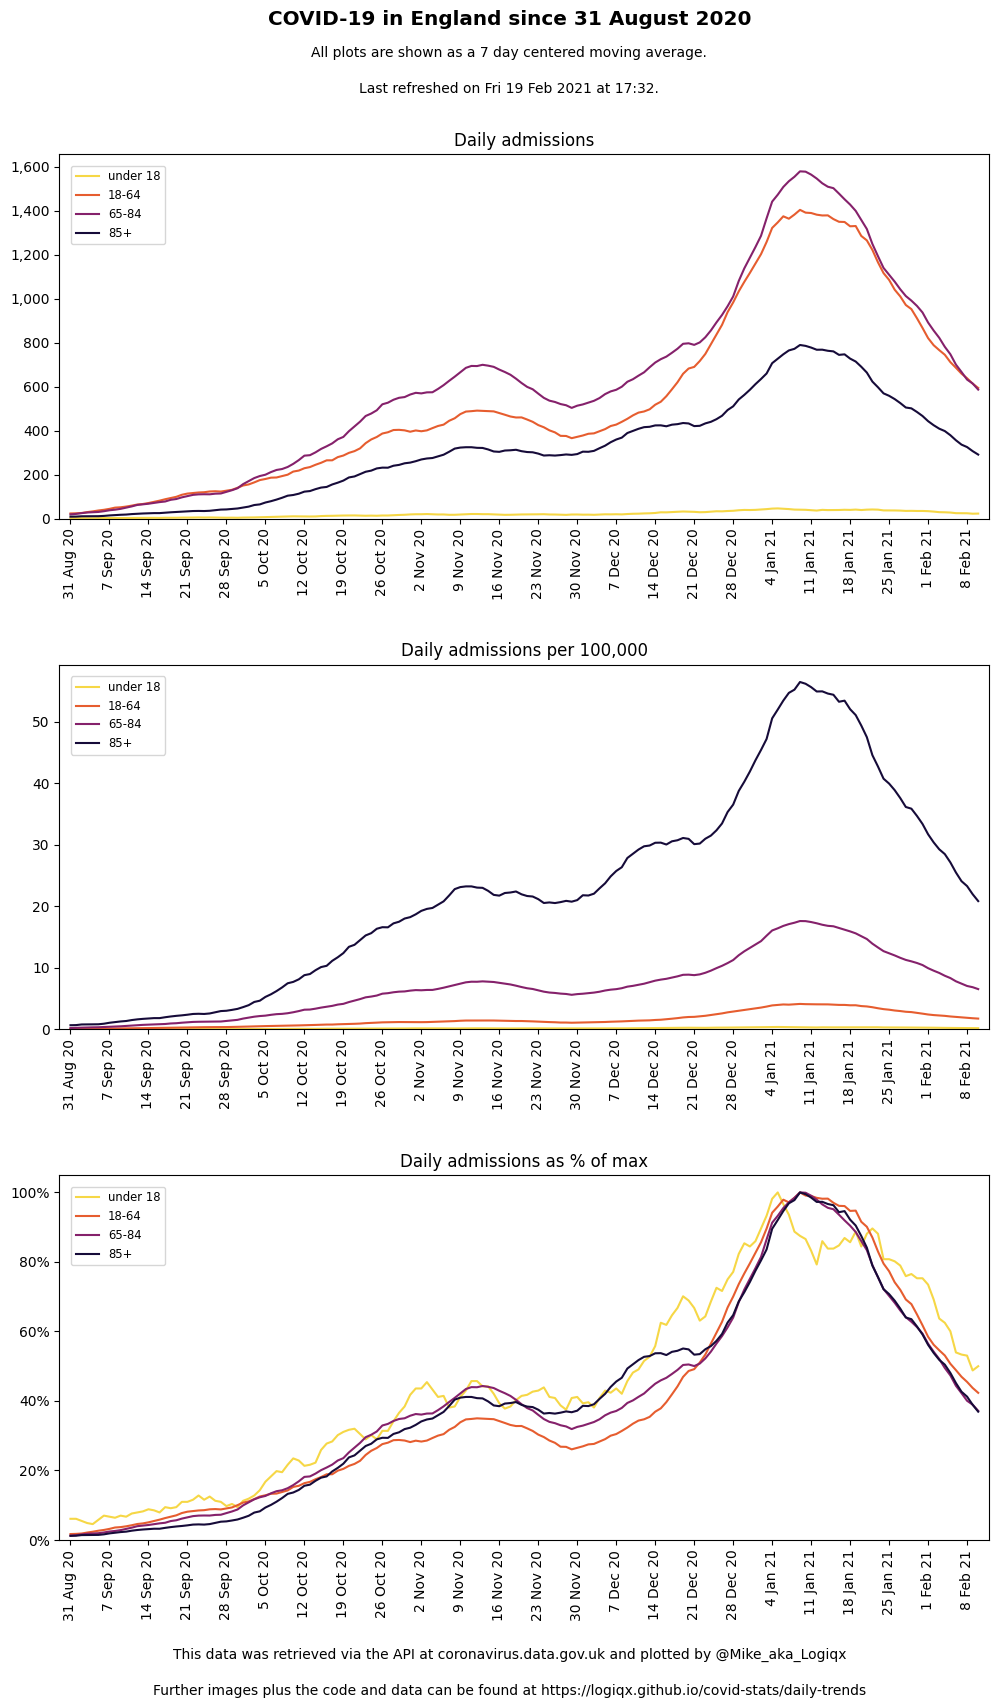 COVID-19 in England since 31 August 2020
All plots are shown as a 7 day centered moving average.
Last refreshed on Fri 19 Feb 2021 at 17:32.
Daily admissions
under 18
18-64
65-84
85+
1,600
1,400
1,200
1,000
800
600
400
200
0
31 Aug 20
7 Sep 20
14 Sep 20
21 Sep 20
28 Sep 20
5 Oct 20
12 Oct 20
19 Oct 20
26 Oct 20
2 Nov 20
9 Nov 20
16 Nov 20
23 Nov 20
30 Nov 20
7 Dec 20
14 Dec 20
21 Dec 20
28 Dec 20
4 Jan 21
11 Jan 21
18 Jan 21
25 Jan 21
1 Feb 21
8 Feb 21
Daily admissions per 100,000
under 18
18-64
65-84
85+
50
40
30
20
10
0
31 Aug 20
7 Sep 20
14 Sep 20
21 Sep 20
28 Sep 20
5 Oct 20
12 Oct 20
19 Oct 20
26 Oct 20
2 Nov 20
9 Nov 20
16 Nov 20
23 Nov 20
30 Nov 20
7 Dec 20
14 Dec 20
21 Dec 20
28 Dec 20
4 Jan 21
11 Jan 21
18 Jan 21
25 Jan 21
1 Feb 21
8 Feb 21
Daily admissions as % of max
under 18
18-64
65-84
85+
100%
80%
60%
40%
20%
0%
31 Aug 20
7 Sep 20
14 Sep 20
21 Sep 20
28 Sep 20
5 Oct 20
12 Oct 20
19 Oct 20
26 Oct 20
2 Nov 20
9 Nov 20
16 Nov 20
23 Nov 20
30 Nov 20
7 Dec 20
14 Dec 20
21 Dec 20
28 Dec 20
4 Jan 21
11 Jan 21
18 Jan 21
25 Jan 21
1 Feb 21
8 Feb 21
This data was retrieved via the API at coronavirus.data.gov.uk and plotted by @Mike_aka_Logiqx
Further images plus the code and data can be found at https://logiqx.github.io/covid-stats/daily-trends